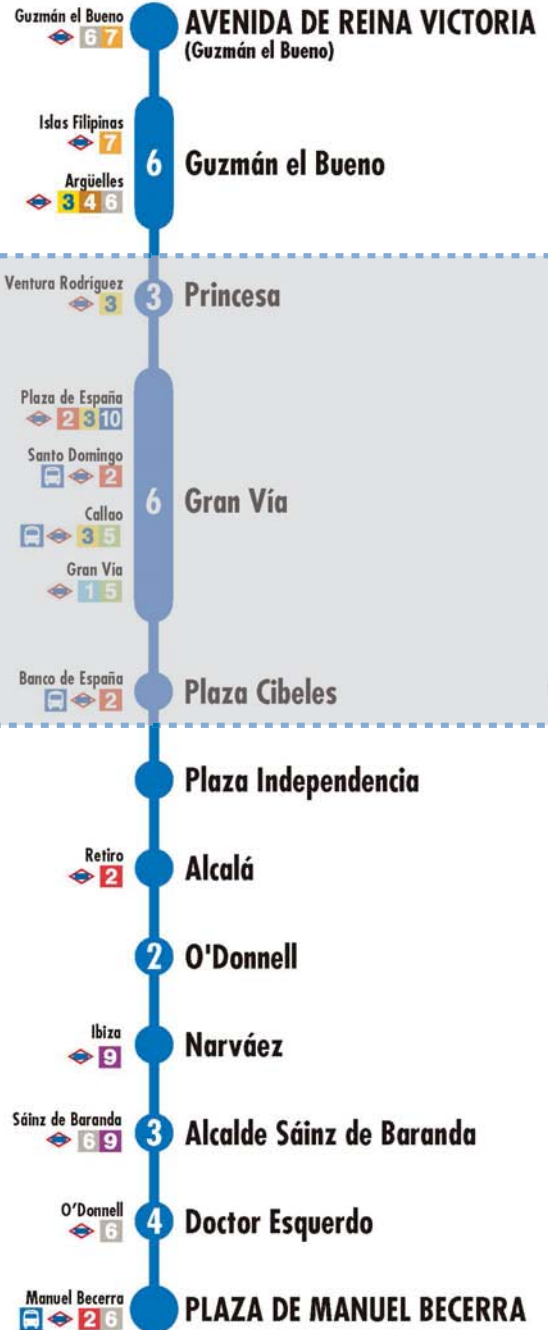 Guzmán el Bueno
6 7
AVENIDA DE REINA VICTORIA
(Guzmán el Bueno)
Islas Filipinas
7
Argüelles
3 4 6
6
Guzmán el Bueno
Ventura Rodríguez
3
3
Princesa
Plaza de España
2 3 10
Santo Domingo
2
Callao
3 5
Gran Vía
1 5
6
Gran Vía
Banco de España
2
Plaza Cibeles
Plaza Independencia
Retiro
2
Alcalá
2
O'Donnell
Ibiza
9
Narváez
Sáinz de Baranda
6 9
3
Alcalde Sáinz de Baranda
O'Donnell
6
4
Doctor Esquerdo
Manuel Becerra
2 6
PLAZA DE MANUEL BECERRA